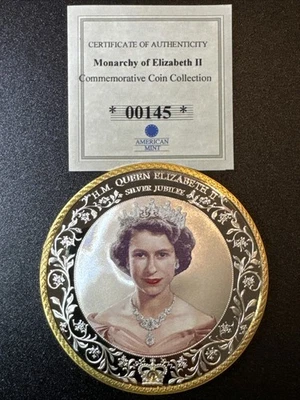 CERTIFICATE OF AUTHENTICITY
Monarchy of Elizabeth II
Commemorative Coin Collection
* 00145 *
AMERICAN
MINT
H.M. QUEEN ELIZABETH II
SILVER JUBILEE